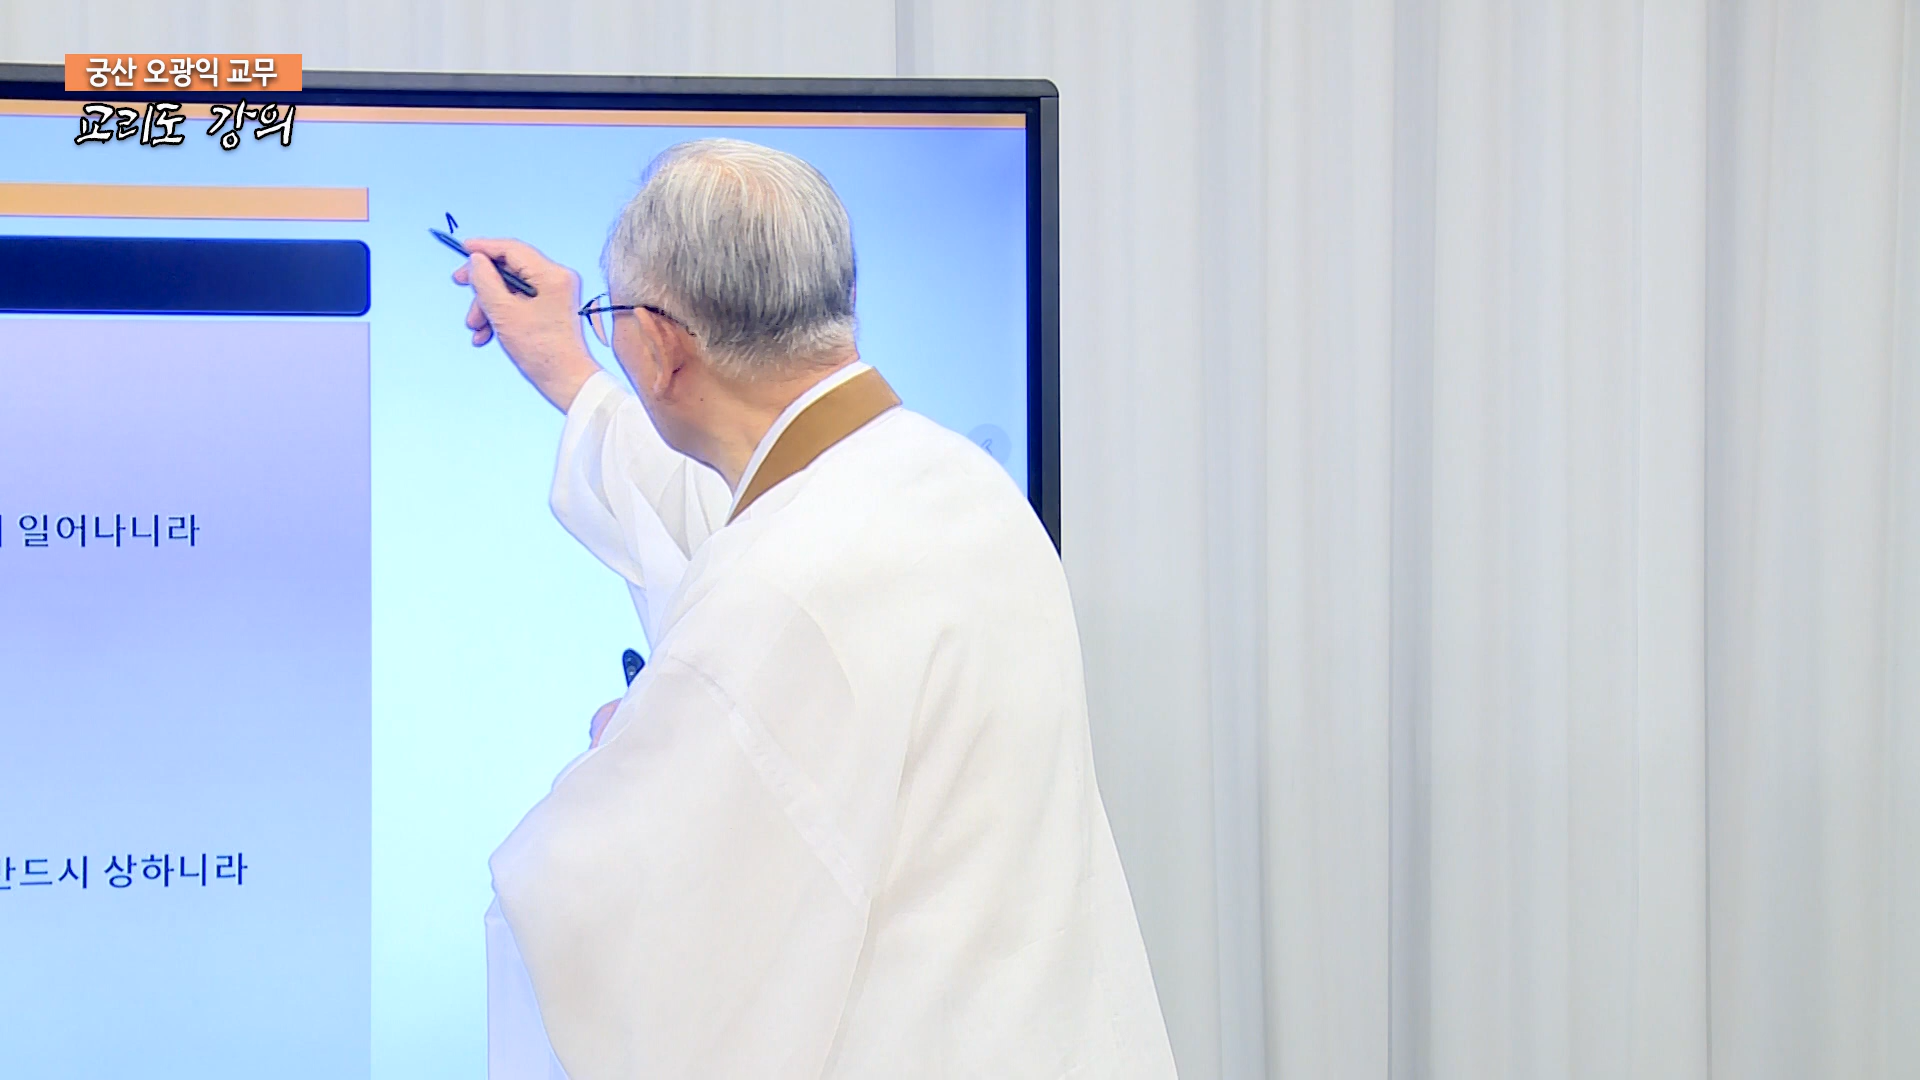 궁산 오광익 교무
교리도 강의
일어나니라
반드시 상하니라